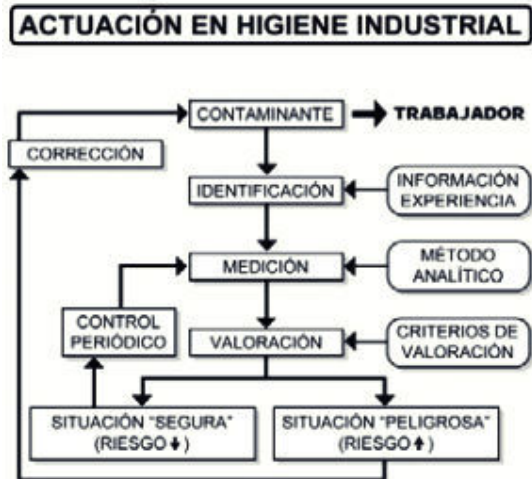 ACTUACIÓN EN HIGIENE INDUSTRIAL
CONTAMINANTE
TRABAJADOR
CORRECCIÓN
IDENTIFICACIÓN
INFORMACIÓN
EXPERIENCIA
MEDICIÓN
MÉTODO
ANALÍTICO
CONTROL
PERIÓDICO
VALORACIÓN
CRITERIOS DE
VALORACIÓN
SITUACIÓN "SEGURA"
(RIESGO ↓)
SITUACIÓN "PELIGROSA"
(RIESGO ↑)